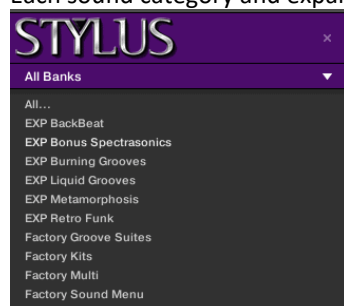 Each sound category and expan
STYLUS
×
All Banks
All...
EXP BackBeat
EXP Bonus Spectrasonics
EXP Burning Grooves
EXP Liquid Grooves
EXP Metamorphosis
EXP Retro Funk
Factory Groove Suites
Factory Kits
Factory Multi
Factory Sound Menu